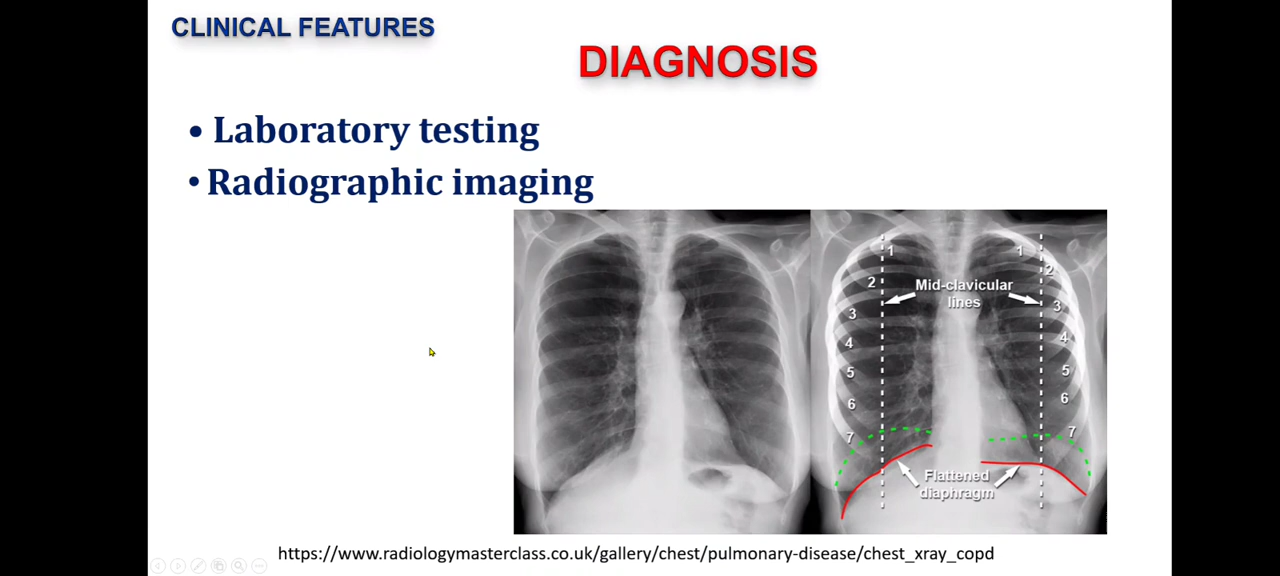 CLINICAL FEATURES
DIAGNOSIS
• Laboratory testing
• Radiographic imaging
1 1
2 2
Mid-clavicular
lines
3 3
4 4
5 5
6 6
7 7
Flattened
diaphragm
https://www.radiologymasterclass.co.uk/gallery/chest/pulmonary-disease/chest_xray_copd